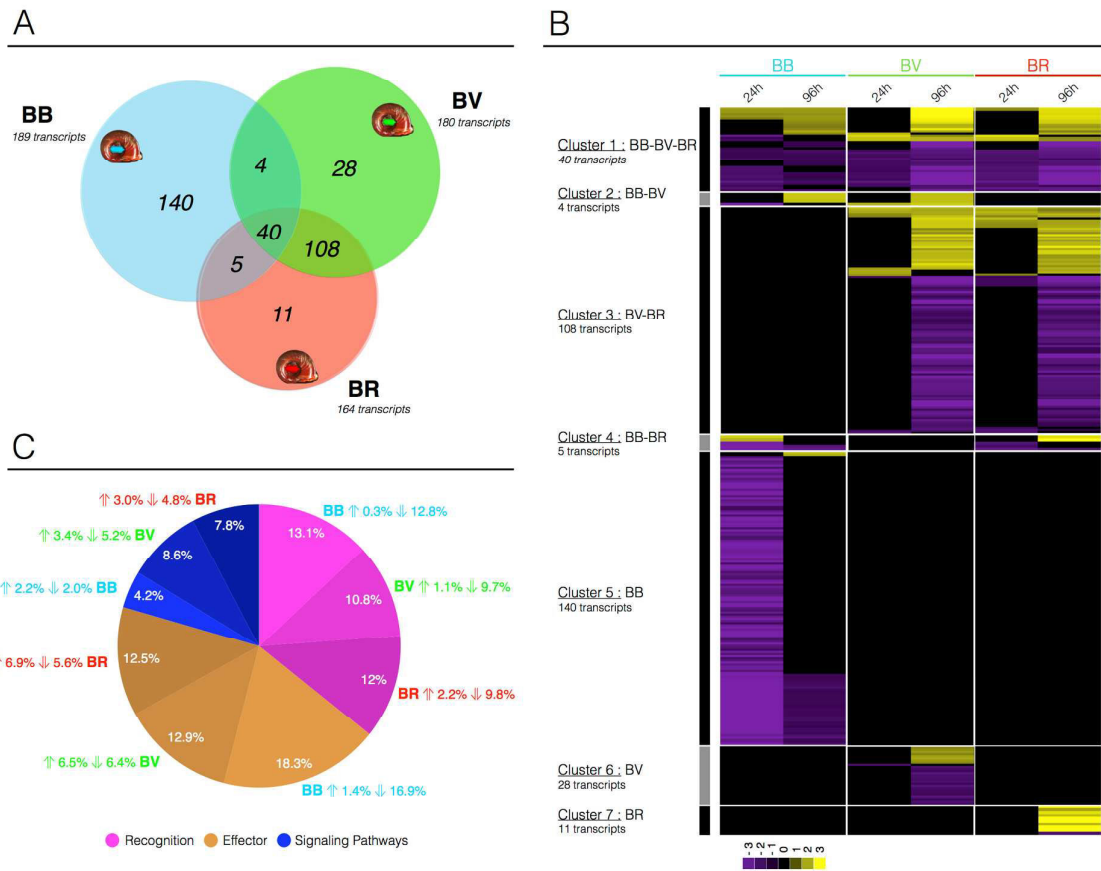 A
BB
189 transcripts
BV
180 transcripts
4
28
140
40
108
5
11
BR
164 transcripts
B
BB BV BR
24h 96h 24h 96h 24h 96h
Cluster 1 : BB-BV-BR
40 transcripts
Cluster 2 : BB-BV
4 transcripts
Cluster 3 : BV-BR
108 transcripts
Cluster 4 : BB-BR
5 transcripts
Cluster 5 : BB
140 transcripts
Cluster 6 : BV
28 transcripts
Cluster 7 : BR
11 transcripts
-3 -2 -1 0 1 2 3
C
⇑ 3.0% ⇓ 4.8% BR
7.8%
BB ⇑ 0.3% ⇓ 12.8%
13.1%
⇑ 3.4% ⇓ 5.2% BV
8.6%
BV ⇑ 1.1% ⇓ 9.7%
10.8%
⇑ 2.2% ⇓ 2.0% BB
4.2%
⇑ 6.9% ⇓ 5.6% BR
12.5%
12%
BR ⇑ 2.2% ⇓ 9.8%
12.9%
⇑ 6.5% ⇓ 6.4% BV
18.3%
BB ⇑ 1.4% ⇓ 16.9%
Recognition Effector Signaling Pathways